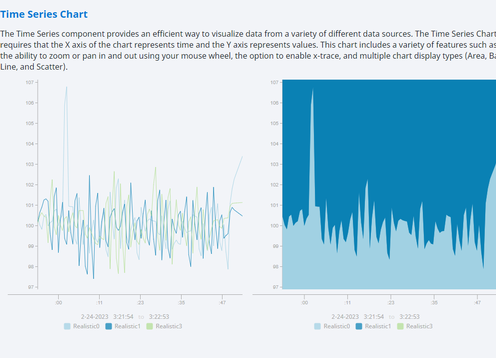 Time Series Chart
The Time Series component provides an efficient way to visualize data from a variety of different data sources. The Time Series Chart
requires that the X axis of the chart represents time and the Y axis represents values. This chart includes a variety of features such as
the ability to zoom or pan in and out using your mouse wheel, the option to enable x-trace, and multiple chart display types (Area, Ba
Line, and Scatter).
107 107
106 106
105 105
104 104
103 103
102 102
101 101
100 100
99 99
98 98
97 97
:00 :11 :23 :35 :47 :00 :11 :23 :35 :47
2-24-2023 3:21:54 to 3:22:53 2-24-2023 3:21:54 to 3:22:53
Realistic0 Realistic1 Realistic3 Realistic0 Realistic1 Realistic3